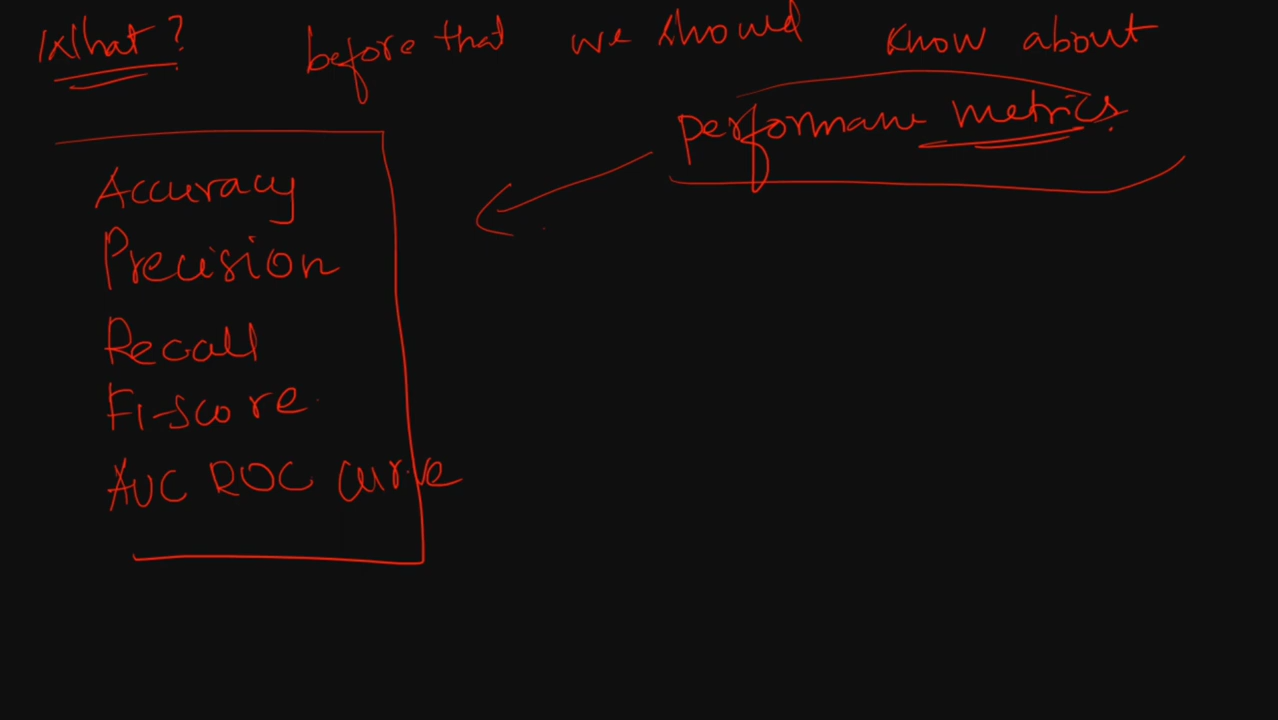 What? before that we should know about
performance metrics.
Accuracy
Precision
Recall
F1-score
AUC ROC curve